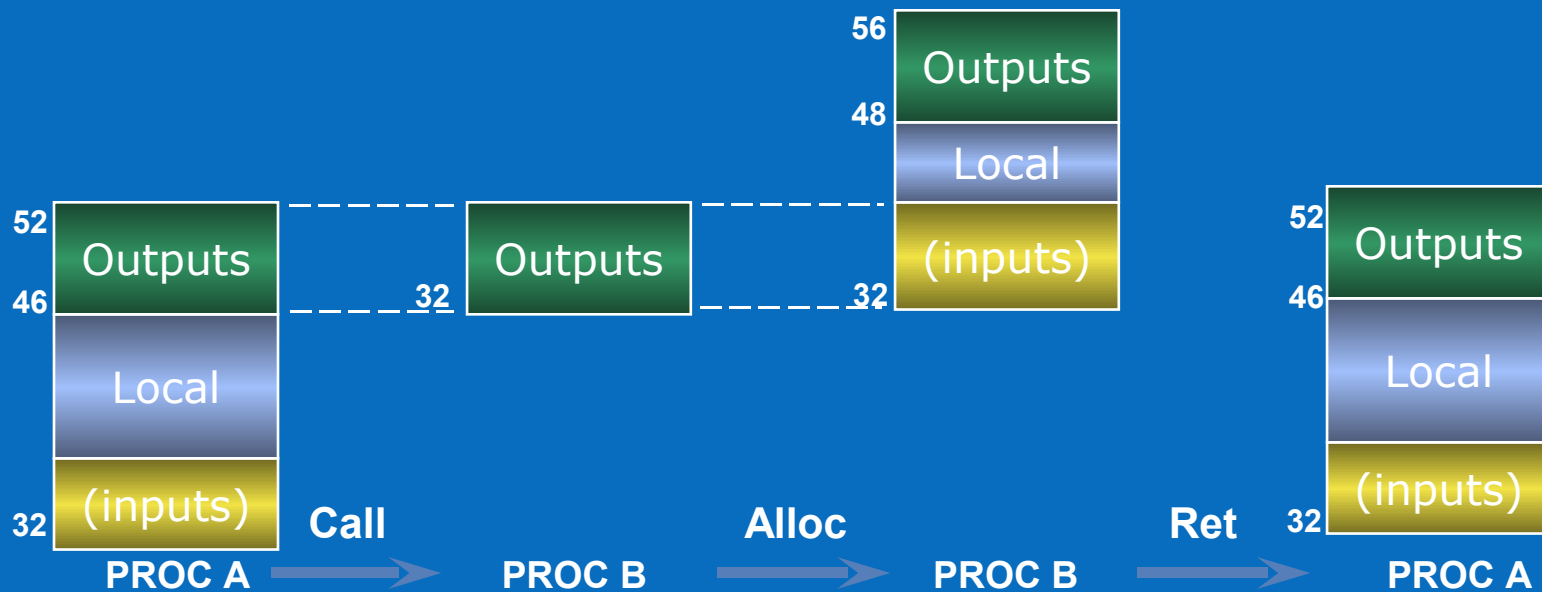 56
Outputs
48
Local
(inputs)
32
52
Outputs
46
Local
(inputs)
32
Outputs
32
52
Outputs
46
Local
(inputs)
32
Call
Alloc
Ret
PROC A
PROC B
PROC B
PROC A